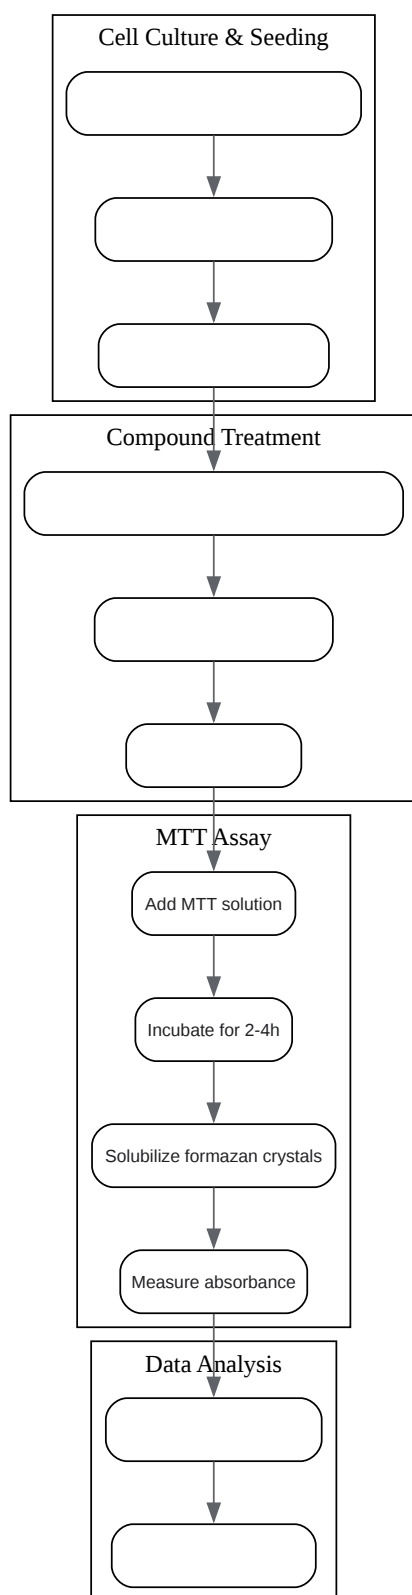 Cell Culture & Seeding
Compound Treatment
MTT Assay
Add MTT solution
Incubate for 2-4h
Solubilize formazan crystals
Measure absorbance
Data Analysis